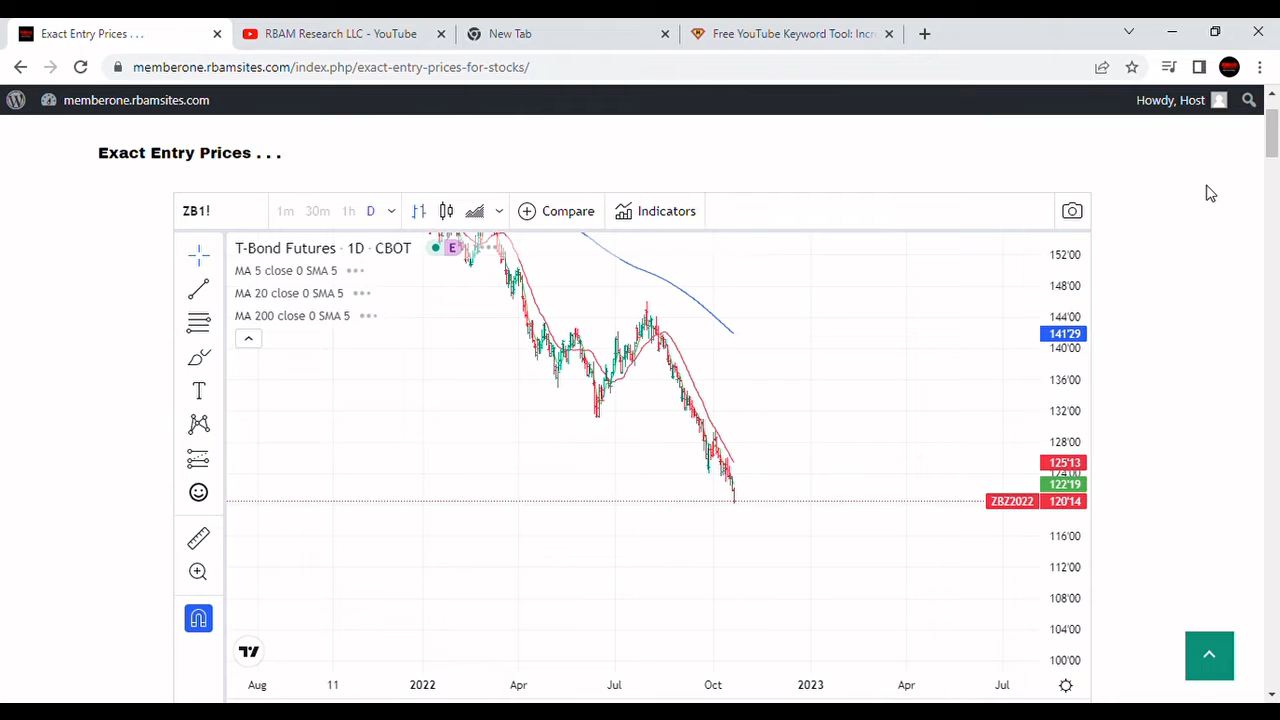 Exact Entry Prices . . .
RBAM Research LLC - YouTube
New Tab
Free YouTube Keyword Tool: Incr
memberone.rbamsites.com/index.php/exact-entry-prices-for-stocks/
memberone.rbamsites.com
Howdy, Host
Exact Entry Prices . . .
ZB1!
1m 30m 1h D
Compare
Indicators
T-Bond Futures · 1D · CBOT
E
MA 5 close 0 SMA 5
MA 20 close 0 SMA 5
MA 200 close 0 SMA 5
152'00
148'00
144'00
141'29
140'00
136'00
132'00
128'00
125'13
124'00
122'19
ZBZ2022 120'14
116'00
112'00
108'00
104'00
100'00
Aug 11 2022 Apr Jul Oct 2023 Apr Jul